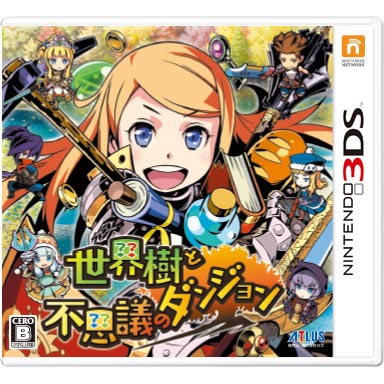 NINTENDO
NETWORK
NINTENDO 3DS
??
世界樹と
不思議のダンジョン
??
CERO
B
ATLUS